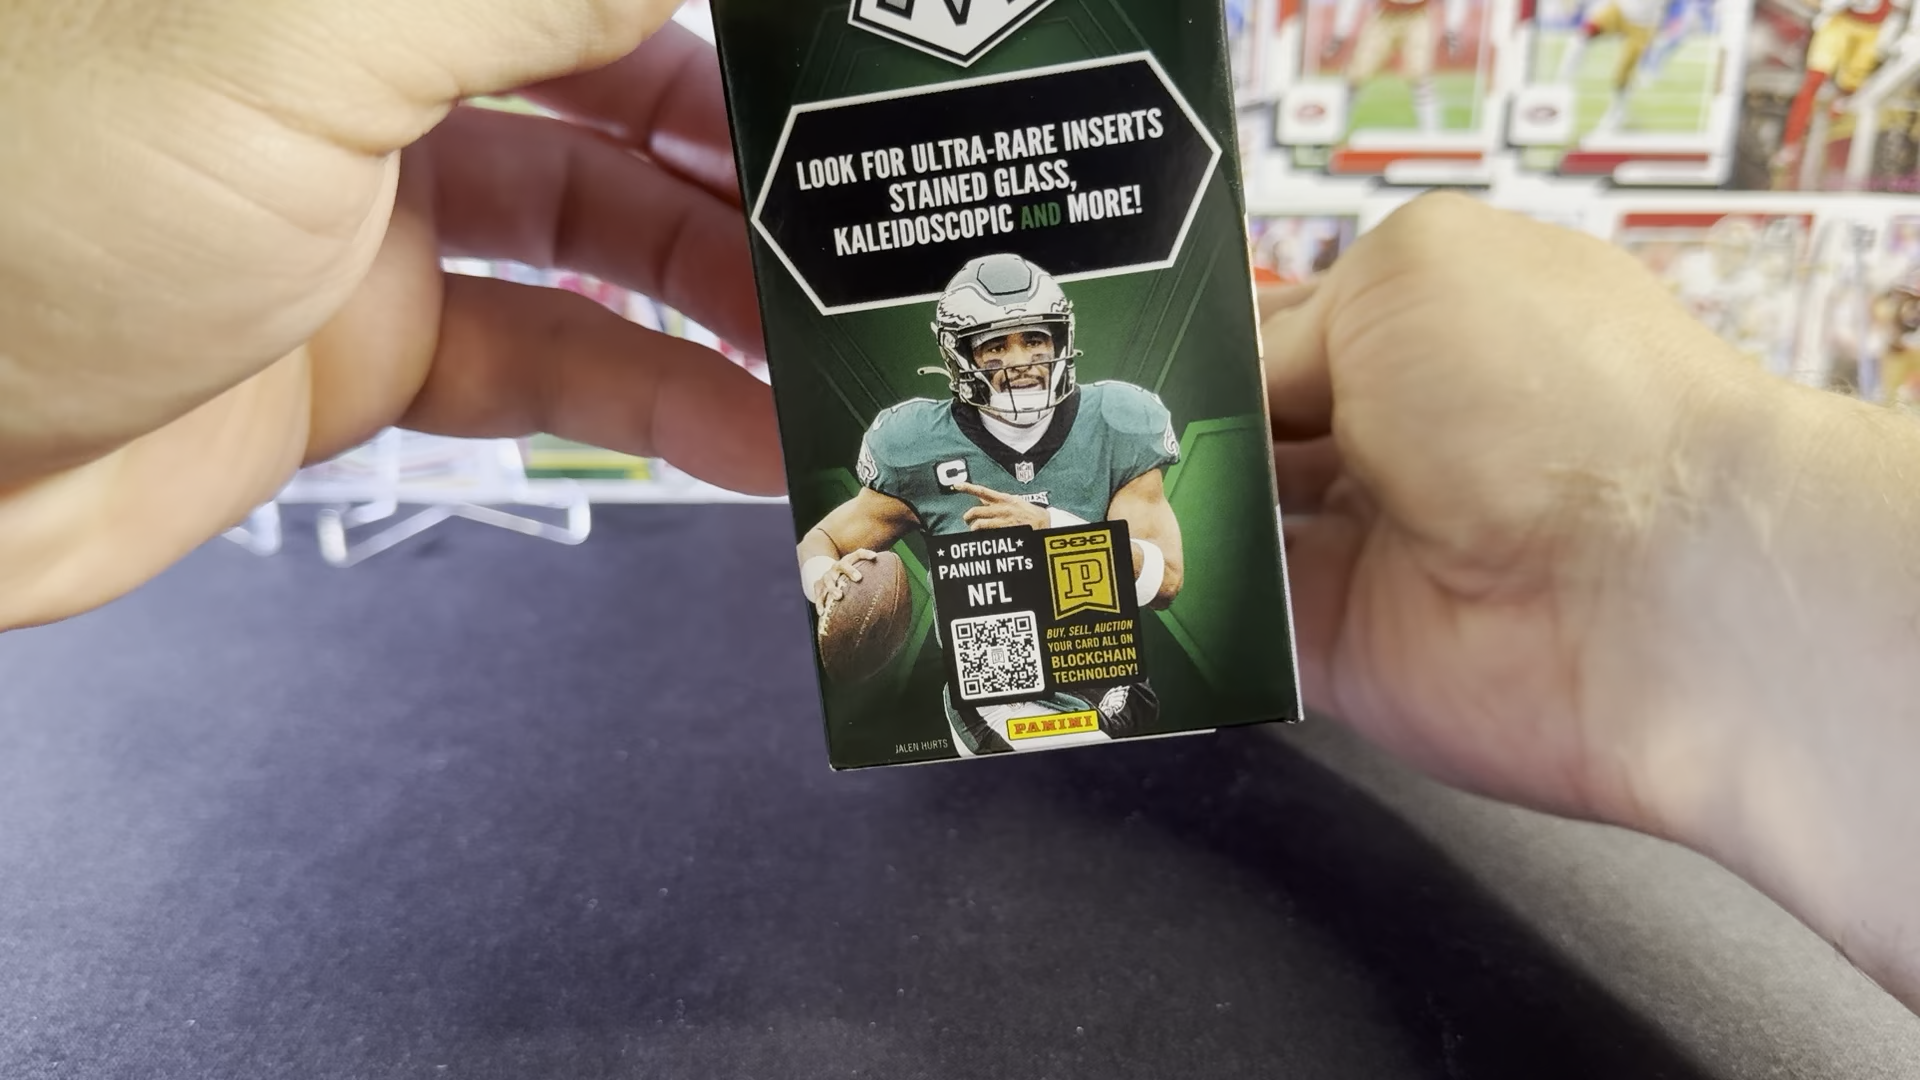 LOOK FOR ULTRA-RARE INSERTS
STAINED GLASS,
KALEIDOSCOPIC AND MORE!
C
NFL
★ OFFICIAL ★
PANINI NFTs
NFL
P
BUY, SELL, AUCTION
YOUR CARD ALL ON
BLOCKCHAIN
TECHNOLOGY!
PANINI
JALEN HURTS